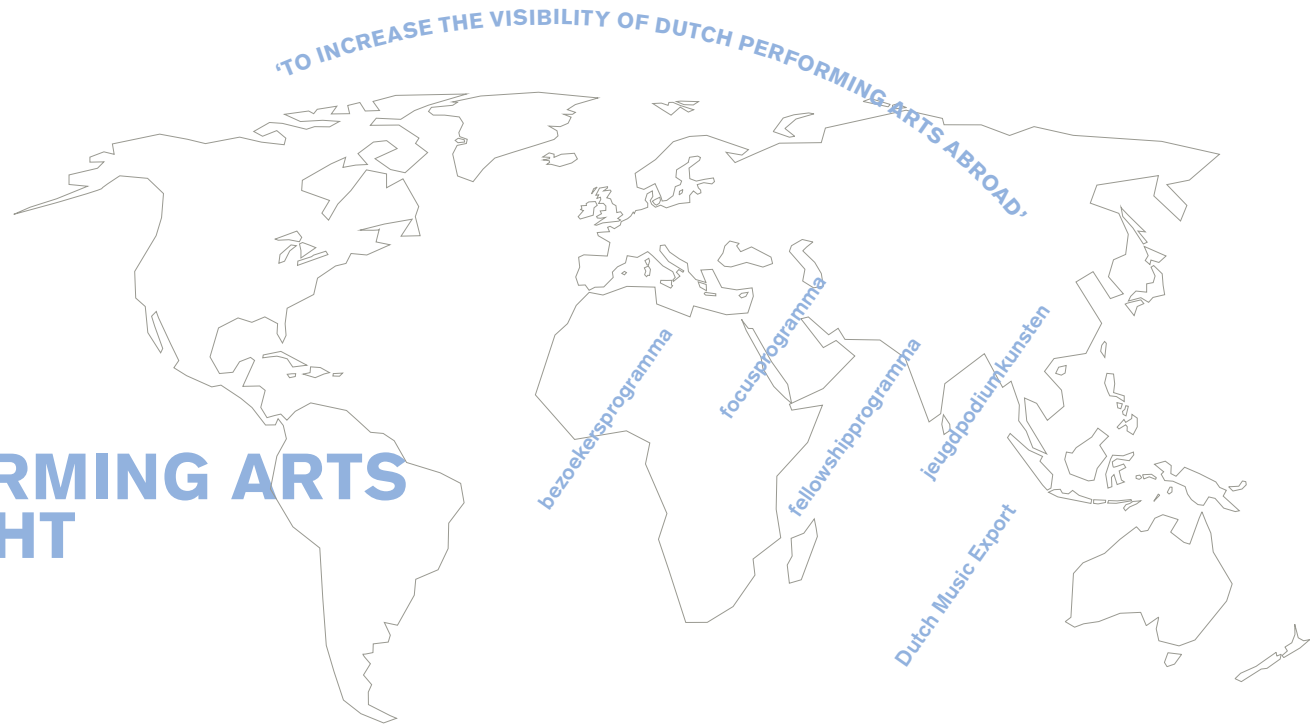 ‘TO INCREASE THE VISIBILITY OF DUTCH PERFORMING ARTS ABROAD’
bezoekersprogramma
focusprogramma
fellowshipprogramma
jeugdpodiumkunsten
Dutch Music Export
RMING ARTS
HT